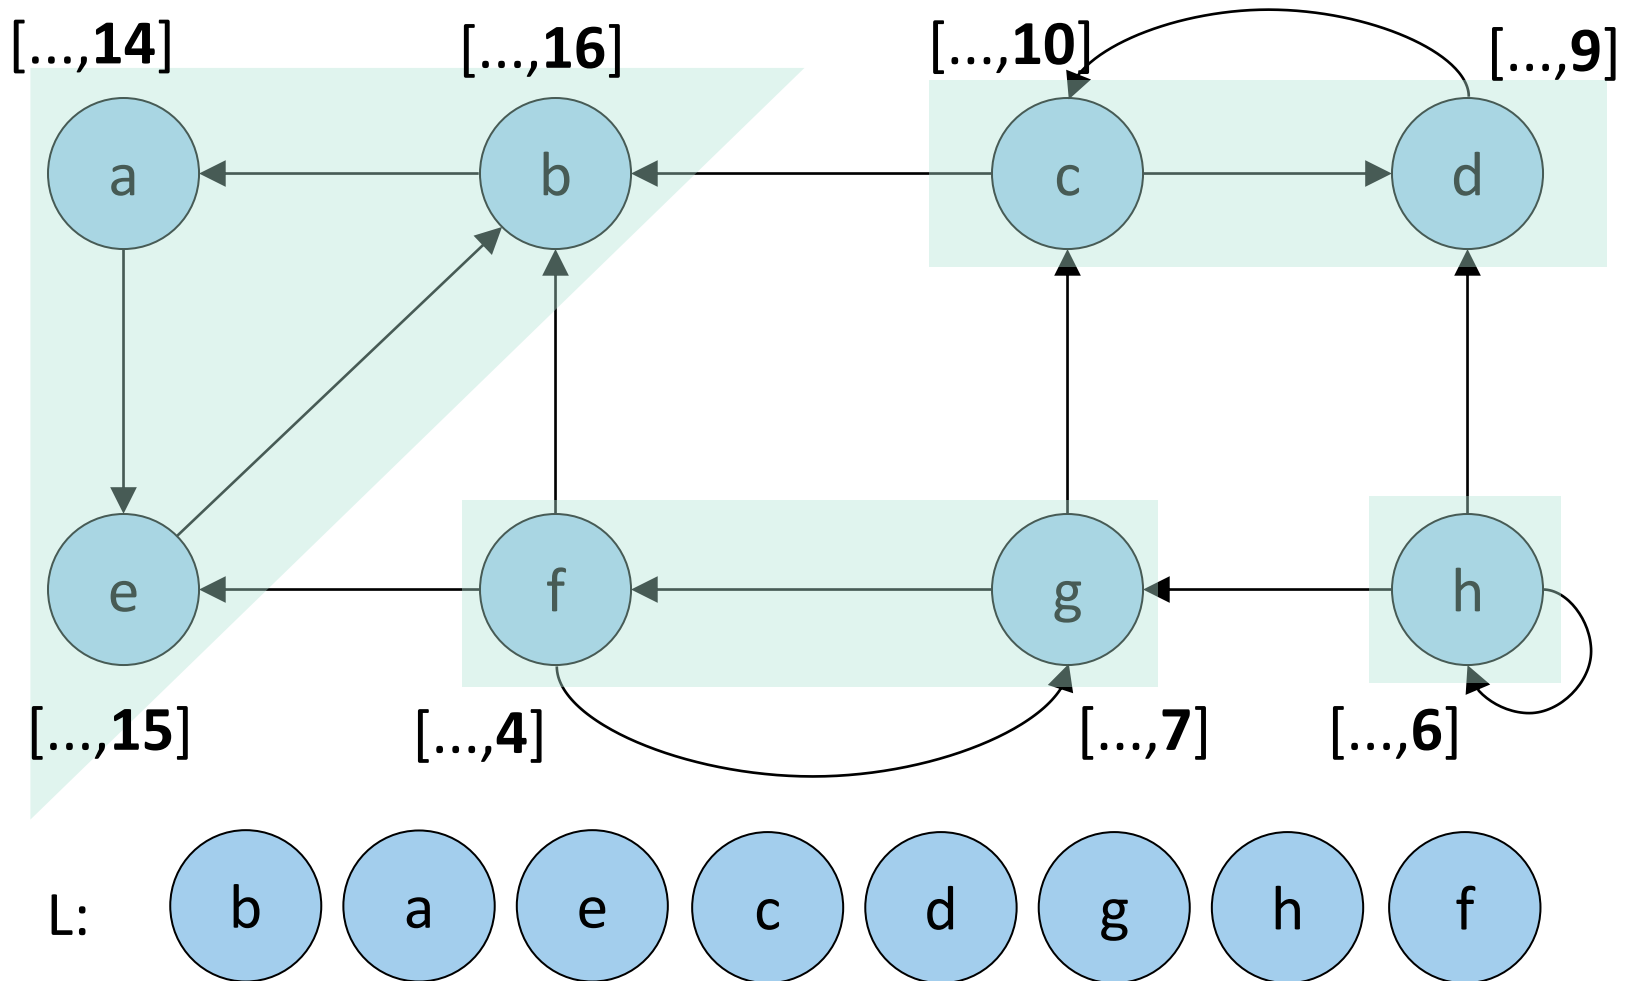 [...,14] [...,16] [...,10] [...,9]
a b c d
e f g h
[...,15] [...,4] [...,7] [...,6]
L: b a e c d g h f